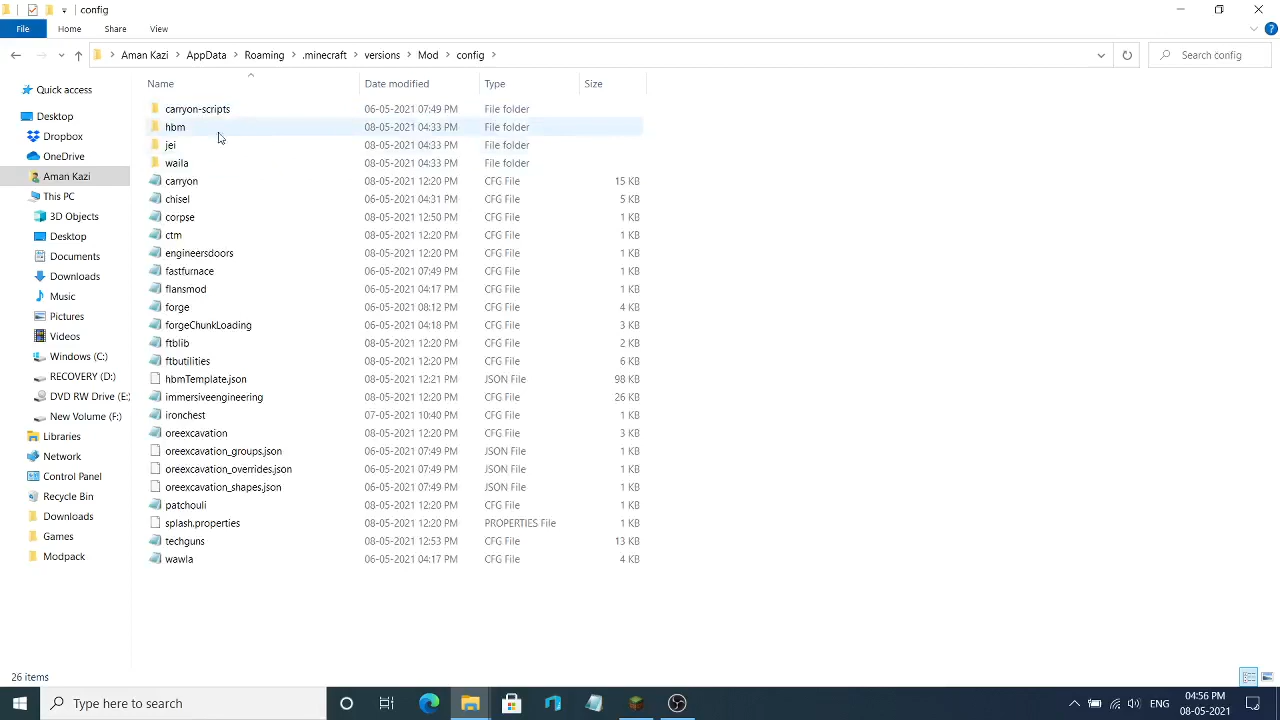 config
File
Home
Share
View
Aman Kazi
AppData
Roaming
.minecraft
versions
Mod
config
Search config
Name
Date modified
Type
Size
Quick access
Desktop
Dropbox
OneDrive
Aman Kazi
This PC
3D Objects
Desktop
Documents
Downloads
Music
Pictures
Videos
Windows (C:)
RECOVERY (D:)
DVD RW Drive (E:
New Volume (F:)
Libraries
Network
Control Panel
Recycle Bin
Downloads
Games
Modpack
carryon-scripts 06-05-2021 07:49 PM File folder
hbm 08-05-2021 04:33 PM File folder
jei 08-05-2021 04:33 PM File folder
waila 08-05-2021 04:33 PM File folder
carryon 08-05-2021 12:20 PM CFG File 15 KB
chisel 06-05-2021 04:31 PM CFG File 5 KB
corpse 08-05-2021 12:50 PM CFG File 1 KB
ctm 08-05-2021 12:20 PM CFG File 1 KB
engineersdoors 08-05-2021 12:20 PM CFG File 1 KB
fastfurnace 06-05-2021 07:49 PM CFG File 1 KB
flansmod 06-05-2021 04:17 PM CFG File 1 KB
forge 06-05-2021 08:12 PM CFG File 4 KB
forgeChunkLoading 06-05-2021 04:18 PM CFG File 3 KB
ftblib 08-05-2021 12:20 PM CFG File 2 KB
ftbutilities 08-05-2021 12:20 PM CFG File 6 KB
hbmTemplate.json 08-05-2021 12:21 PM JSON File 98 KB
immersiveengineering 08-05-2021 12:20 PM CFG File 26 KB
ironchest 07-05-2021 10:40 PM CFG File 1 KB
oreexcavation 08-05-2021 12:20 PM CFG File 3 KB
oreexcavation_groups.json 06-05-2021 07:49 PM JSON File 1 KB
oreexcavation_overrides.json 06-05-2021 07:49 PM JSON File 1 KB
oreexcavation_shapes.json 06-05-2021 07:49 PM JSON File 1 KB
patchouli 08-05-2021 12:20 PM CFG File 1 KB
splash.properties 08-05-2021 12:20 PM PROPERTIES File 1 KB
techguns 08-05-2021 12:53 PM CFG File 13 KB
wawla 06-05-2021 04:17 PM CFG File 4 KB
26 items
Type here to search
ENG
04:56 PM
08-05-2021